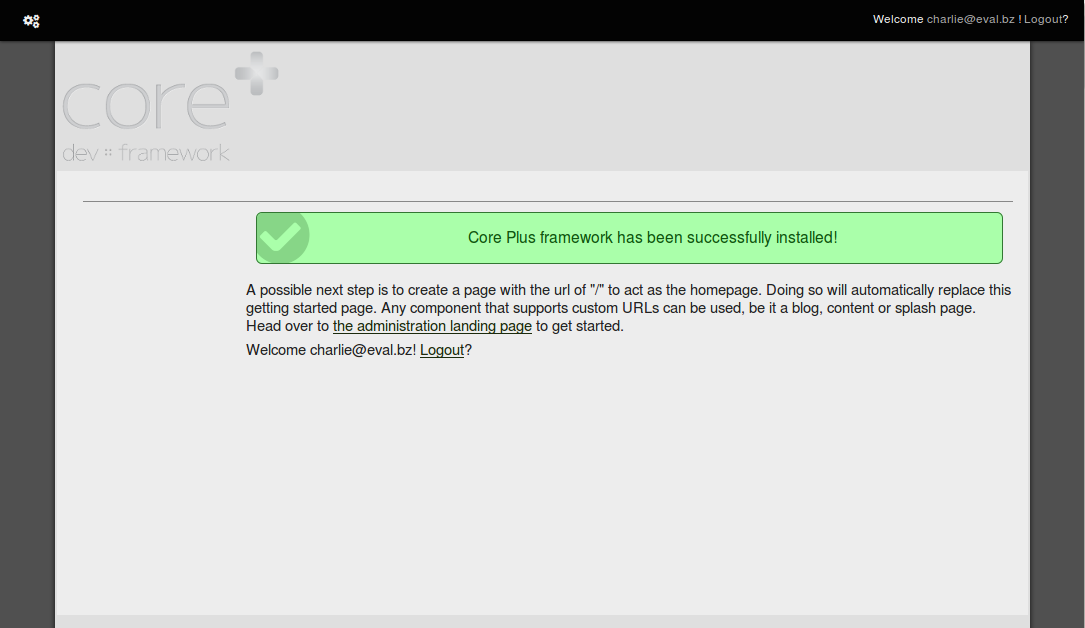 Welcome charlie@eval.bz ! Logout?
core+
dev :: framework
Core Plus framework has been successfully installed!
A possible next step is to create a page with the url of "/" to act as the homepage. Doing so will automatically replace this
getting started page. Any component that supports custom URLs can be used, be it a blog, content or splash page.
Head over to the administration landing page to get started.
Welcome charlie@eval.bz! Logout?